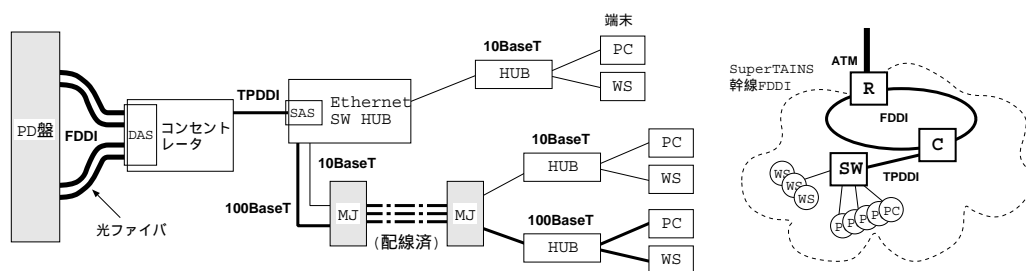 PD盤
FDDI
光ファイバ
DAS
コンセント
レータ
TPDDI
SAS
Ethernet
SW HUB
10BaseT
100BaseT
MJ
(配線済)
MJ
端末
10BaseT
HUB
PC
WS
10BaseT
HUB
PC
WS
100BaseT
HUB
PC
WS
SuperTAINS
幹線FDDI
ATM
R
FDDI
C
SW
TPDDI
WS
WS
WS
P
P
P
P
PC